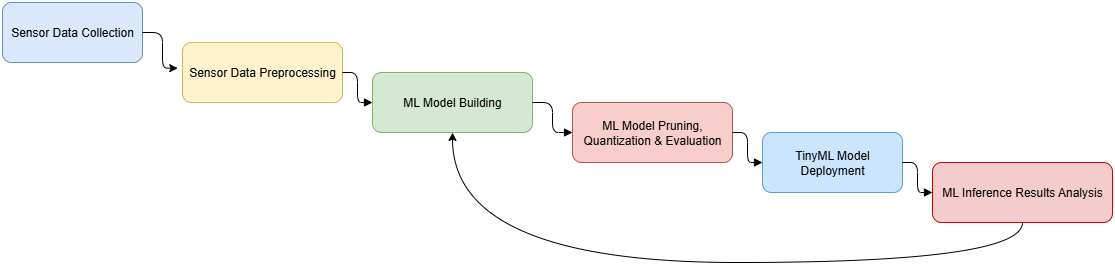 Sensor Data Collection
Sensor Data Preprocessing
ML Model Building
ML Model Pruning,
Quantization & Evaluation
TinyML Model
Deployment
ML Inference Results Analysis